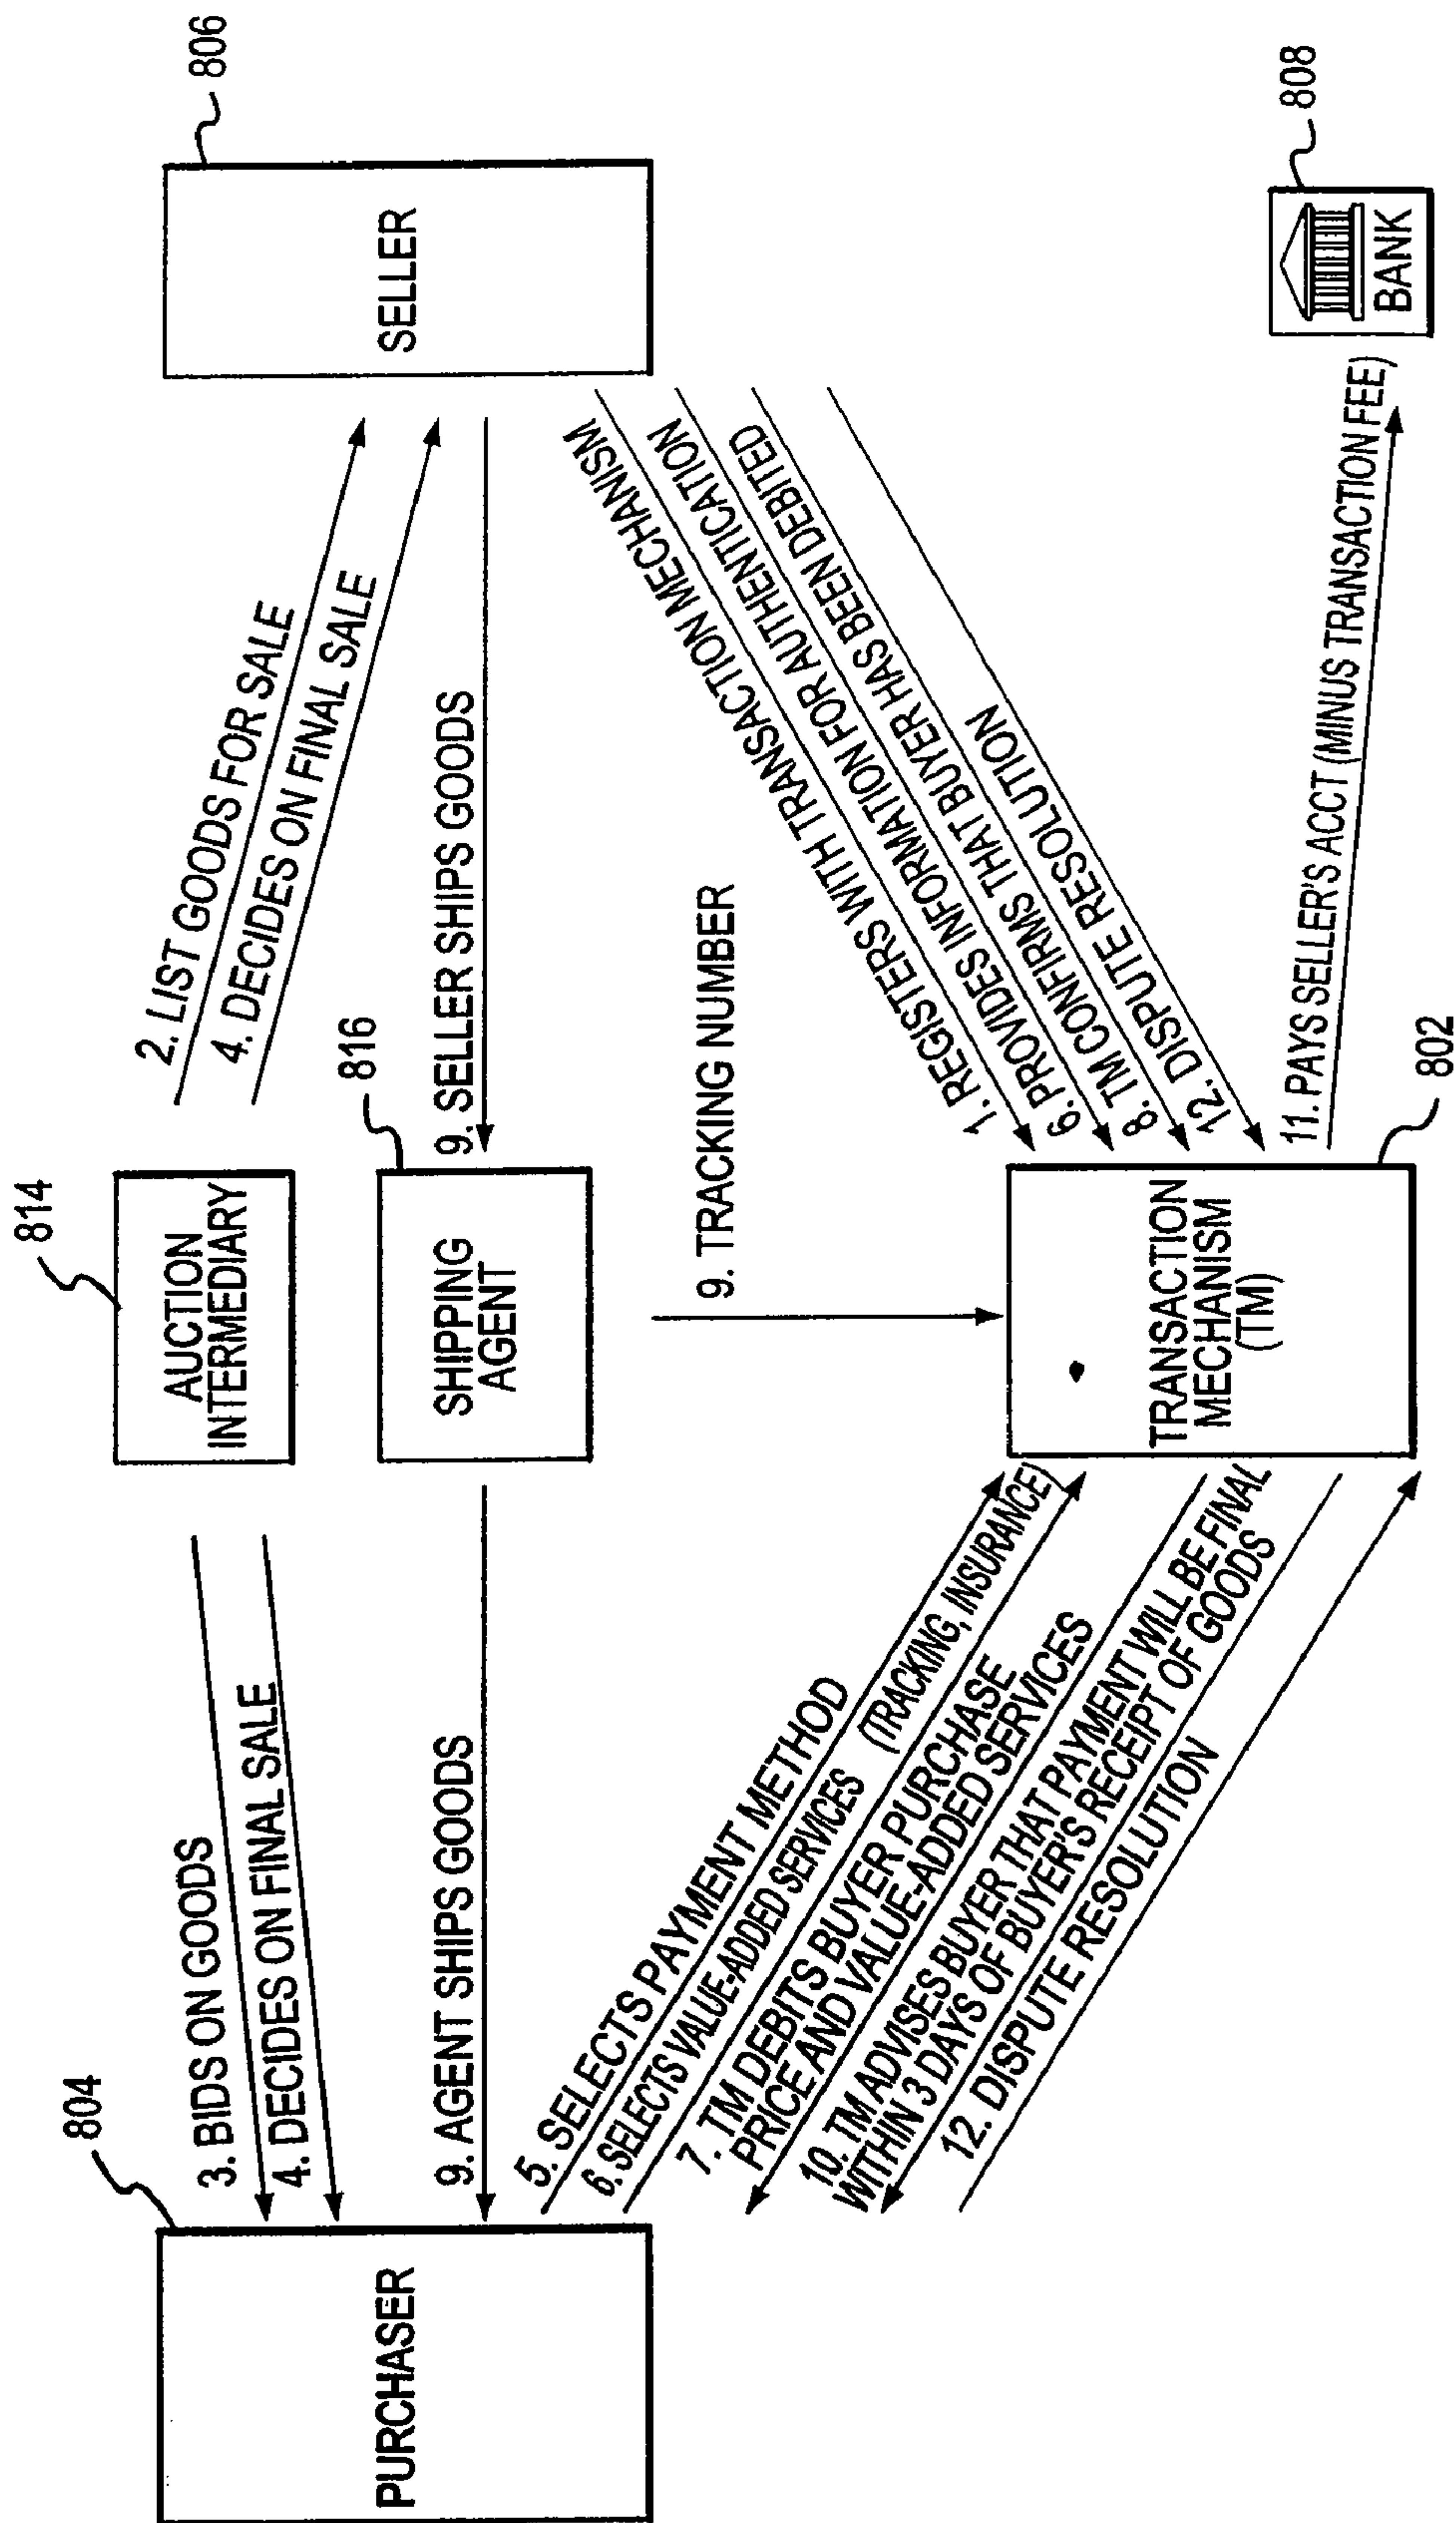 804
PURCHASER
3. BIDS ON GOODS
4. DECIDES ON FINAL SALE
9. AGENT SHIPS GOODS
814
AUCTION
INTERMEDIARY
SHIPPING
AGENT
816
2. LIST GOODS FOR SALE
4. DECIDES ON FINAL SALE
9. SELLER SHIPS GOODS
806
SELLER
5. SELECTS PAYMENT METHOD
6. SELECTS VALUE-ADDED SERVICES (TRACKING, INSURANCE)
7. TM DEBITS BUYER PURCHASE
PRICE AND VALUE-ADDED SERVICES
10. TM ADVISES BUYER THAT PAYMENT WILL BE FINAL
WITHIN 3 DAYS OF BUYER'S RECEIPT OF GOODS
12. DISPUTE RESOLUTION
9. TRACKING NUMBER
TRANSACTION
MECHANISM
(TM)
802
1. REGISTERS WITH TRANSACTION MECHANISM
6. PROVIDES INFORMATION FOR AUTHENTICATION
8. TM CONFIRMS THAT BUYER HAS BEEN DEBITED
12. DISPUTE RESOLUTION
11. PAYS SELLER'S ACCT (MINUS TRANSACTION FEE)
808
BANK